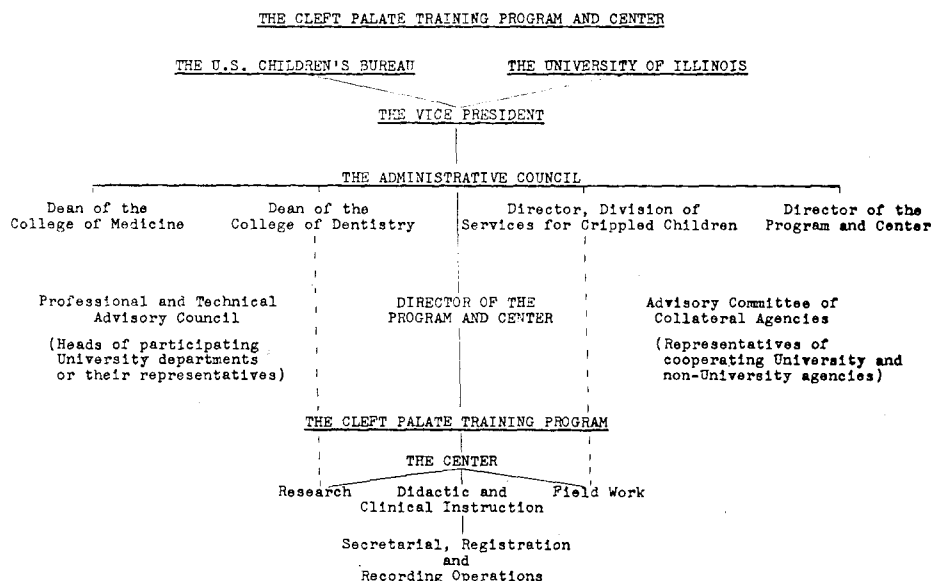 THE CLEFT PALATE TRAINING PROGRAM AND CENTER
THE U.S. CHILDREN'S BUREAU
THE UNIVERSITY OF ILLINOIS
THE VICE PRESIDENT
THE ADMINISTRATIVE COUNCIL
Dean of the
College of Medicine
Dean of the
College of Dentistry
Director, Division of
Services for Crippled Children
Director of the
Program and Center
Professional and Technical
Advisory Council
(Heads of participating
University departments
or their representatives)
DIRECTOR OF THE
PROGRAM AND CENTER
Advisory Committee of
Collateral Agencies
(Representatives of
cooperating University and
non-University agencies)
THE CLEFT PALATE TRAINING PROGRAM
THE CENTER
Research
Didactic and
Clinical Instruction
Field Work
Secretarial, Registration
and
Recording Operations